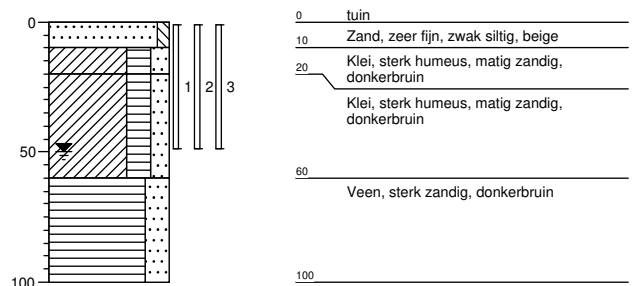 0
50
100
1 2 3
0 tuin
Zand, zeer fijn, zwak siltig, beige
10
Klei, sterk humeus, matig zandig,
donkerbruin
20
Klei, sterk humeus, matig zandig,
donkerbruin
60
Veen, sterk zandig, donkerbruin
100